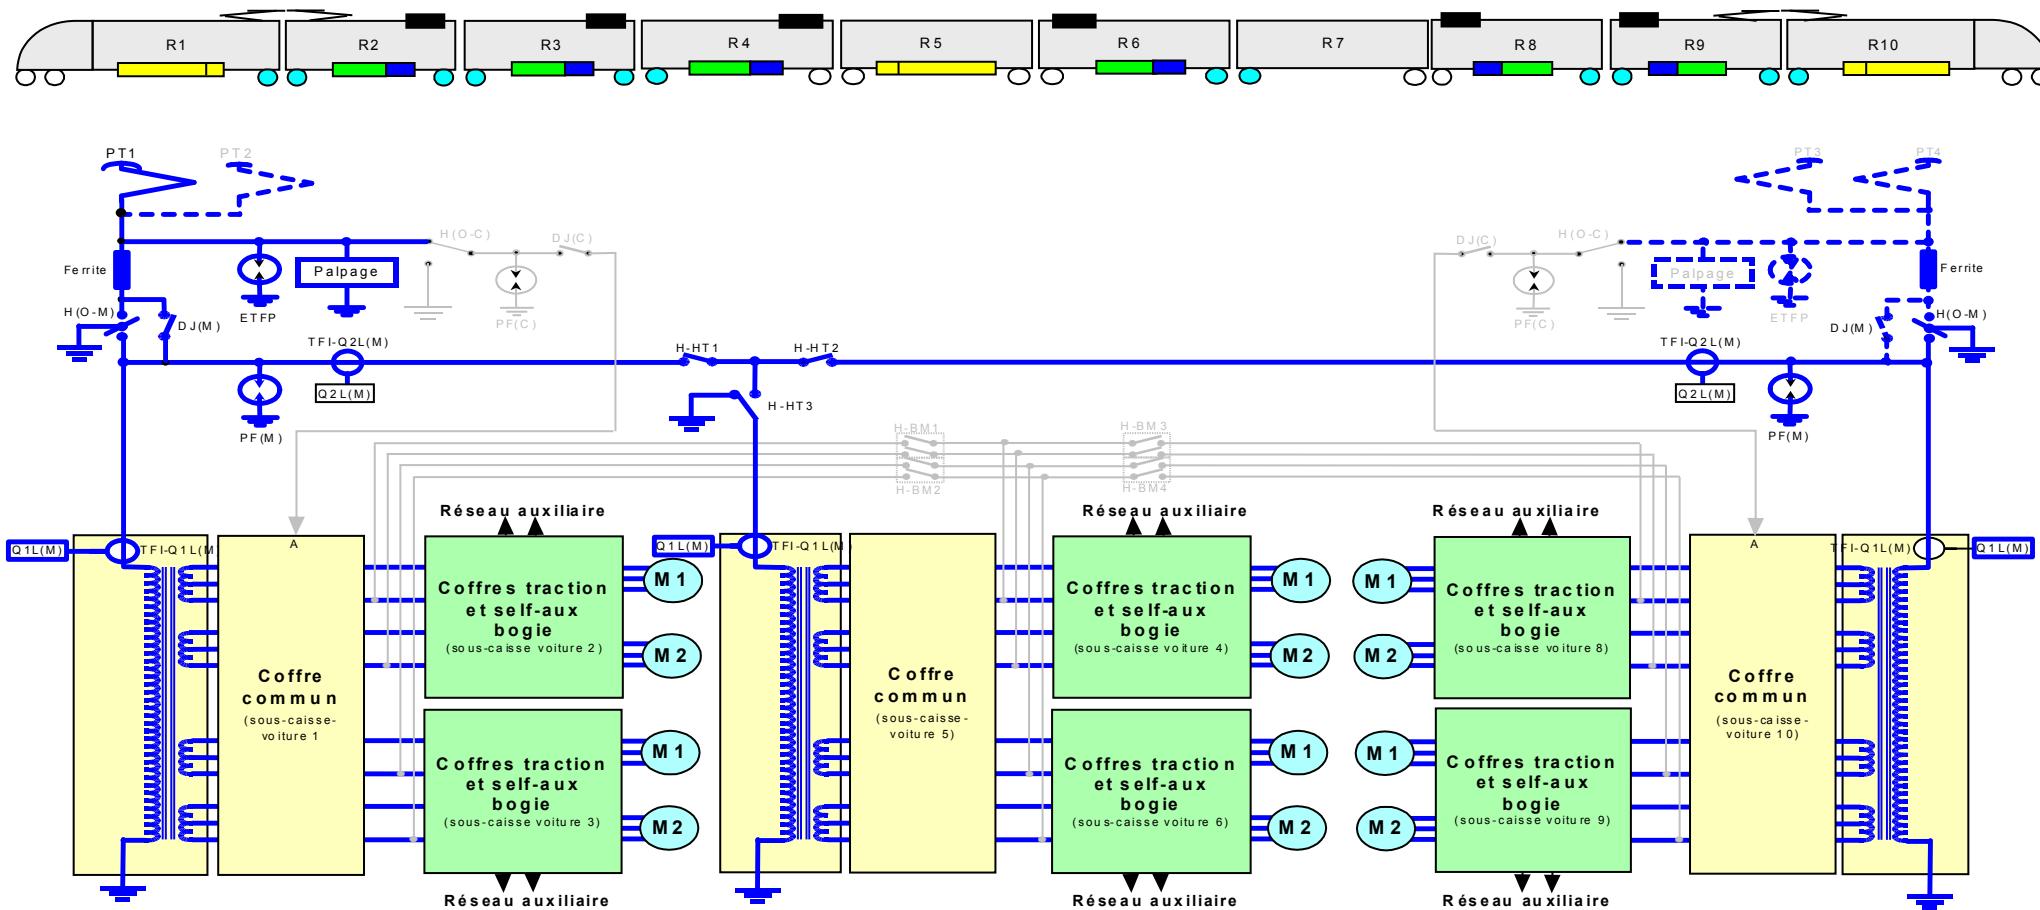 R1
R2
R3
R4
R5
R6
R7
R8
R9
R10
PT1
PT2
PT3
PT4
H(O-C)
DJ(C)
DJ(C)
H(O-C)
Ferrite
Palpage
Palpage
Ferrite
H(O-M)
DJ(M)
ETFP
PF(C)
PF(C)
ETFP
DJ(M)
H(O-M)
TFI-Q2L(M)
H-HT1
H-HT2
TFI-Q2L(M)
Q2L(M)
Q2L(M)
H-HT3
PF(M)
PF(M)
H-BM1
H-BM3
H-BM2
H-BM4
Réseau auxiliaire
Réseau auxiliaire
Réseau auxiliaire
Q1L(M)
TFI-Q1L(M
A
Q1L(M)
TFI-Q1L(M)
A
TFI-Q1L(M)
Q1L(M)
Coffres traction
et self-aux
bogie
(sous-caisse voiture 2)
M1
M2
Coffres traction
et self-aux
bogie
(sous-caisse voiture 4)
M1
M2
M1
M2
Coffres traction
et self-aux
bogie
(sous-caisse voiture 8)
Coffre
commun
(sous-caisse-
voiture 1
Coffre
commun
(sous-caisse-
voiture 5)
Coffre
commun
(sous-caisse-
voiture 10)
Coffres traction
et self-aux
bogie
(sous-caisse voiture 3)
M1
M2
Coffres traction
et self-aux
bogie
(sous-caisse voiture 6)
M1
M2
M1
M2
Coffres traction
et self-aux
bogie
(sous-caisse voiture 9)
Réseau auxiliaire
Réseau auxiliaire
Réseau auxiliaire